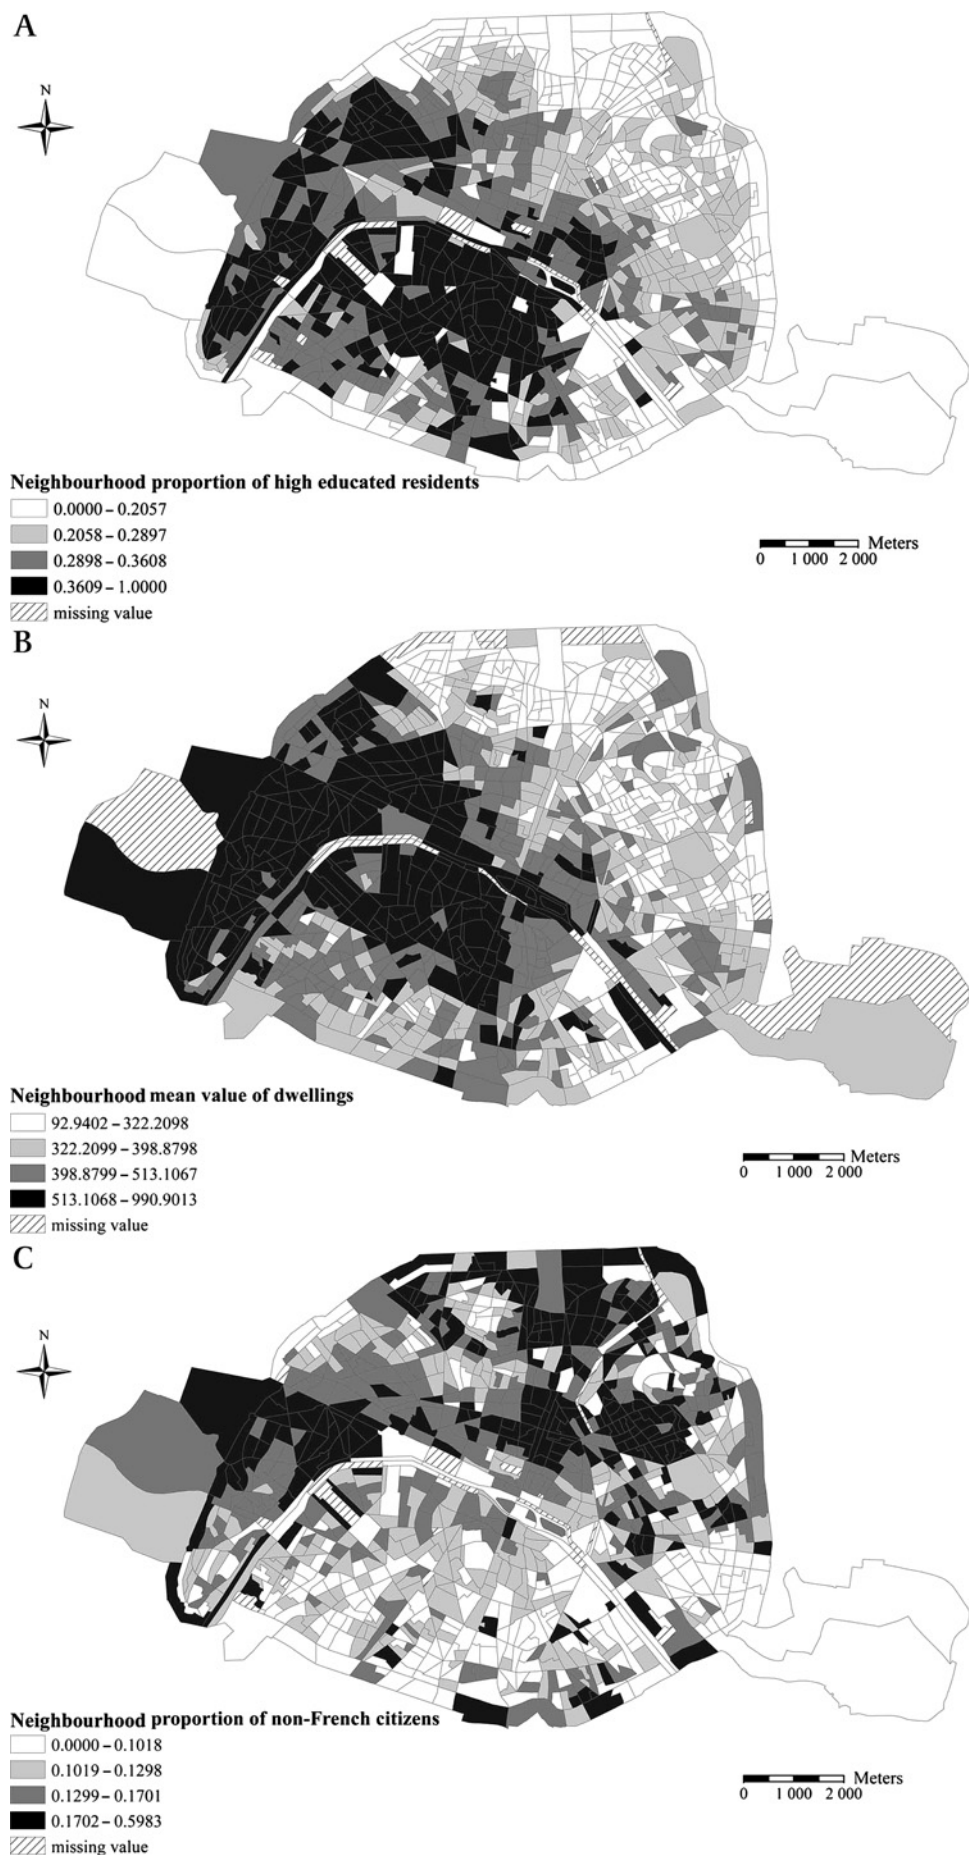 A
N
Neighbourhood proportion of high educated residents
0.0000 – 0.2057
0.2058 – 0.2897
0.2898 – 0.3608
0.3609 – 1.0000
missing value
Meters
0 1 000 2 000
B
N
Neighbourhood mean value of dwellings
92.9402 – 322.2098
322.2099 – 398.8798
398.8799 – 513.1067
513.1068 – 990.9013
missing value
Meters
0 1 000 2 000
C
N
Neighbourhood proportion of non-French citizens
0.0000 – 0.1018
0.1019 – 0.1298
0.1299 – 0.1701
0.1702 – 0.5983
missing value
Meters
0 1 000 2 000